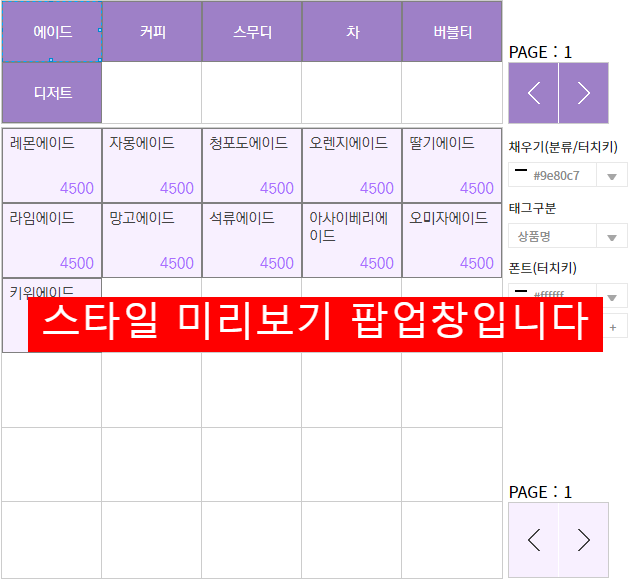 에이드 커피 스무디 차 버블티
PAGE : 1
디저트
채우기(분류/터치키)
#9e80c7
태그구분
상품명
폰트(터치키)
#ffffff
+
레몬에이드 자몽에이드 청포도에이드 오렌지에이드 딸기에이드
4500 4500 4500 4500 4500
라임에이드 망고에이드 석류에이드 아사이베리에
이드 오미자에이드
4500 4500 4500 4500 4500
키위에이드
스타일 미리보기 팝업창입니다
PAGE : 1